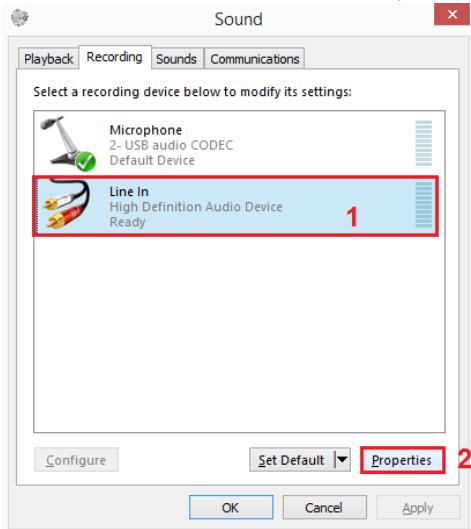 Sound
Playback Recording Sounds Communications
Select a recording device below to modify its settings:
Microphone
2- USB audio CODEC
Default Device
Line In
High Definition Audio Device
Ready
1
Configure Set Default Properties 2
OK Cancel Apply